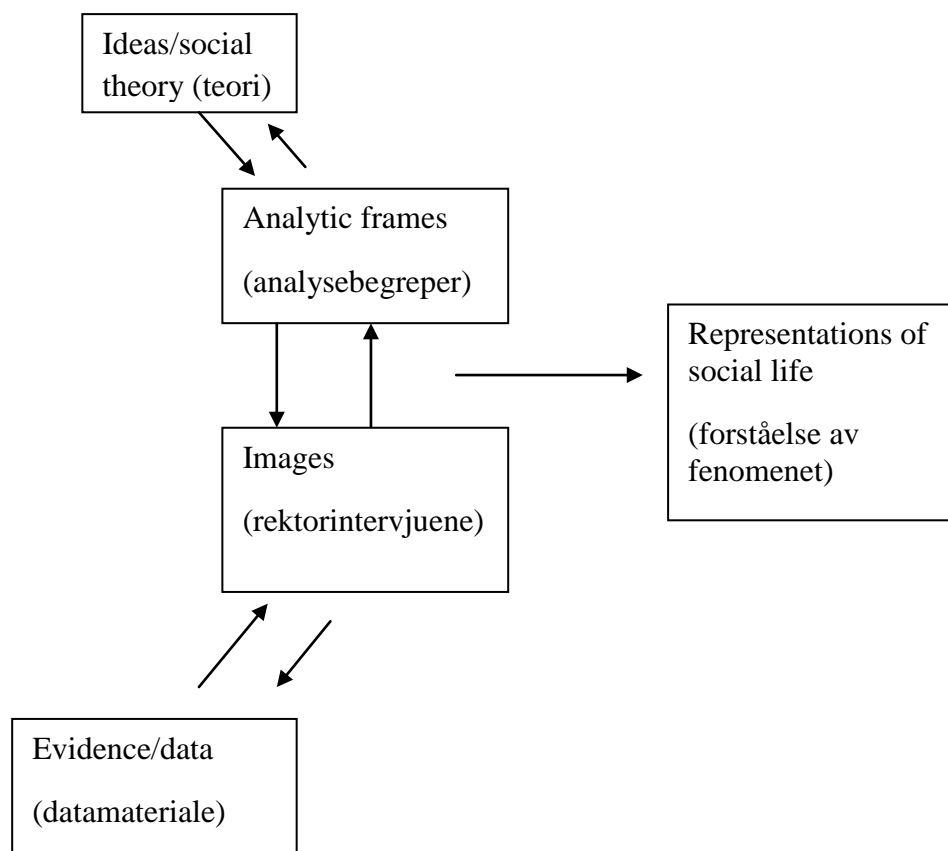 Ideas/social
theory (teori)
Analytic frames
(analysebegreper)
Representations of
social life
(forståelse av
fenomenet)
Images
(rektorintervjuene)
Evidence/data
(datamateriale)